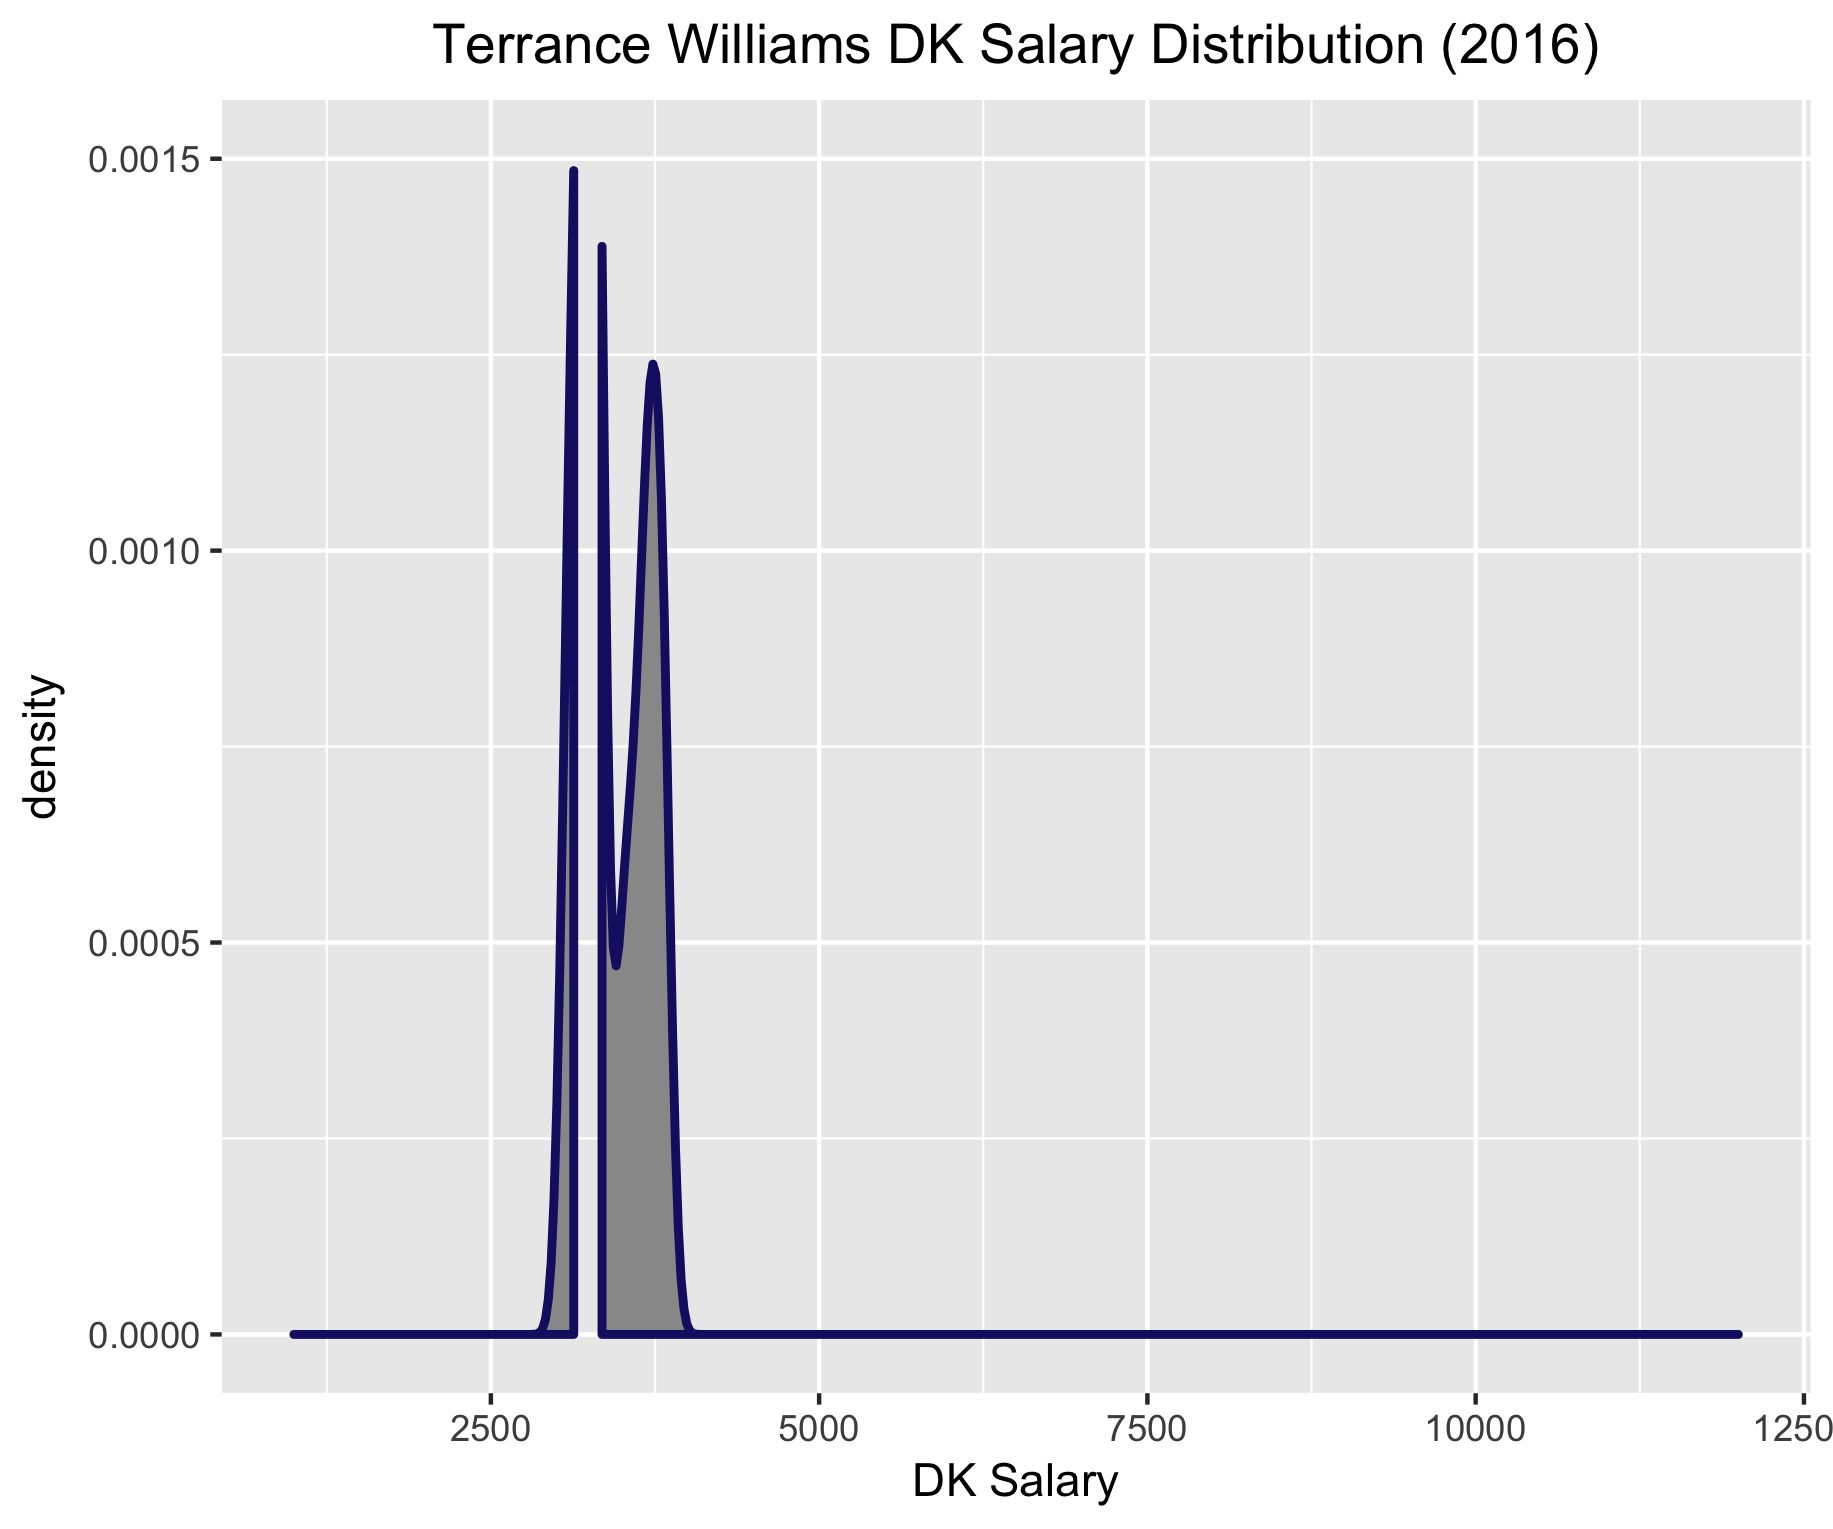 Terrance Williams DK Salary Distribution (2016)
0.0015
0.0010
0.0005
0.0000
density
2500 5000 7500 10000 1250
DK Salary